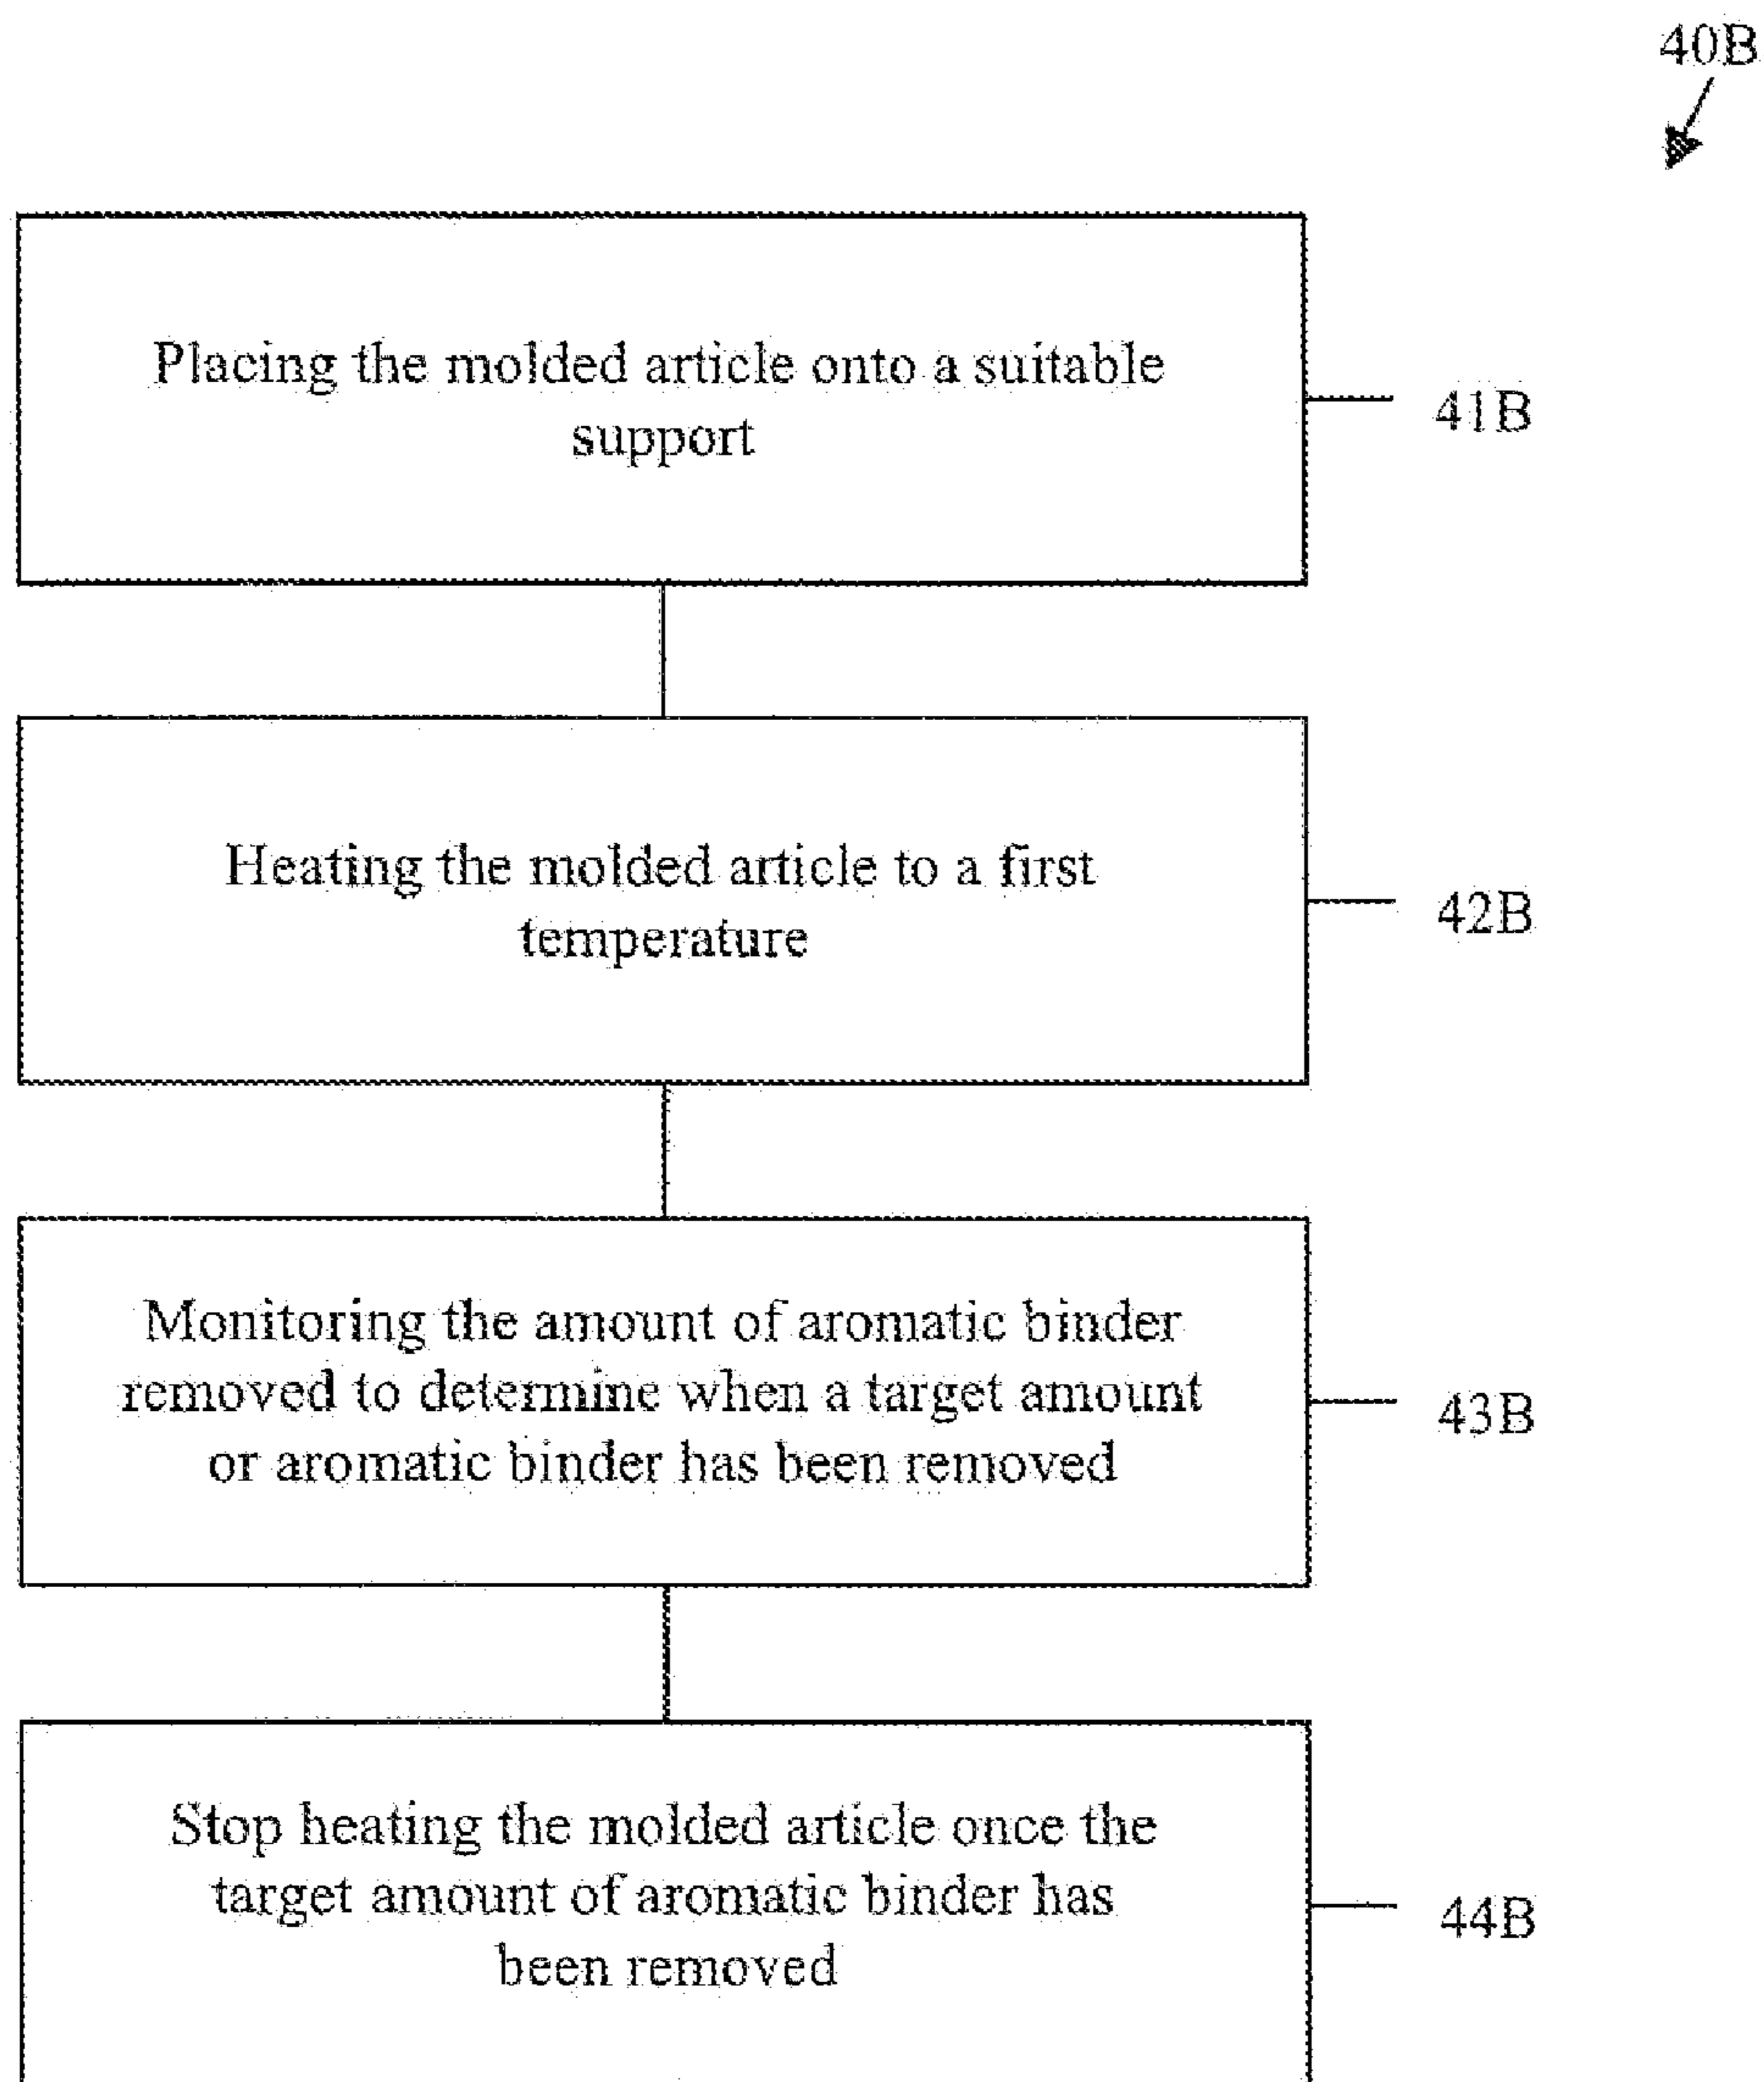 40B
Placing the molded article onto a suitable
support
41B
Heating the molded article to a first
temperature
42B
Monitoring the amount of aromatic binder
removed to determine when a target amount
or aromatic binder has been removed
43B
Stop heating the molded article once the
target amount of aromatic binder has
been removed
44B